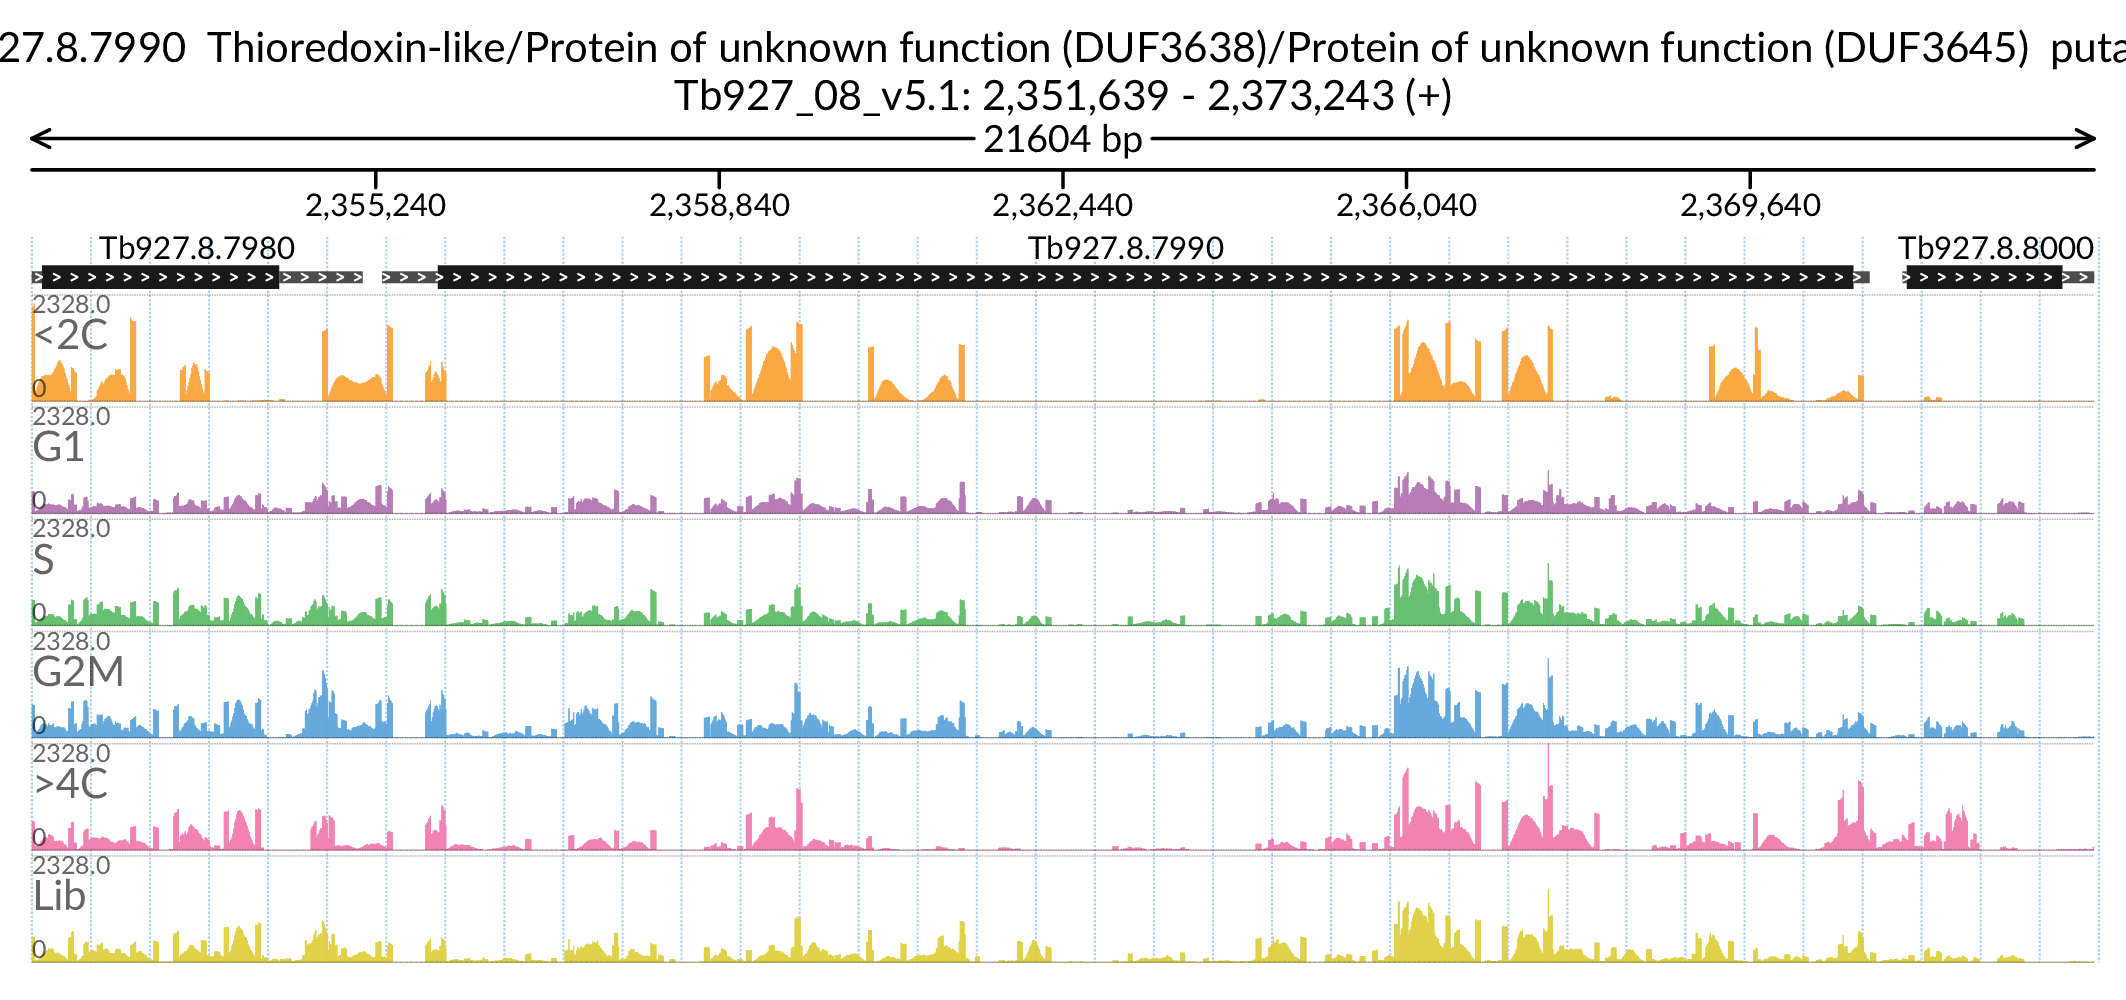 27.8.7990 Thioredoxin-like/Protein of unknown function (DUF3638)/Protein of unknown function (DUF3645) puta
Tb927_08_v5.1: 2,351,639 - 2,373,243 (+)
21604 bp
2,355,240 2,358,840 2,362,440 2,366,040 2,369,640
Tb927.8.7980 Tb927.8.7990 Tb927.8.8000
2328.0
<2C
0
2328.0
G1
0
2328.0
S
0
2328.0
G2M
0
2328.0
>4C
0
2328.0
Lib
0